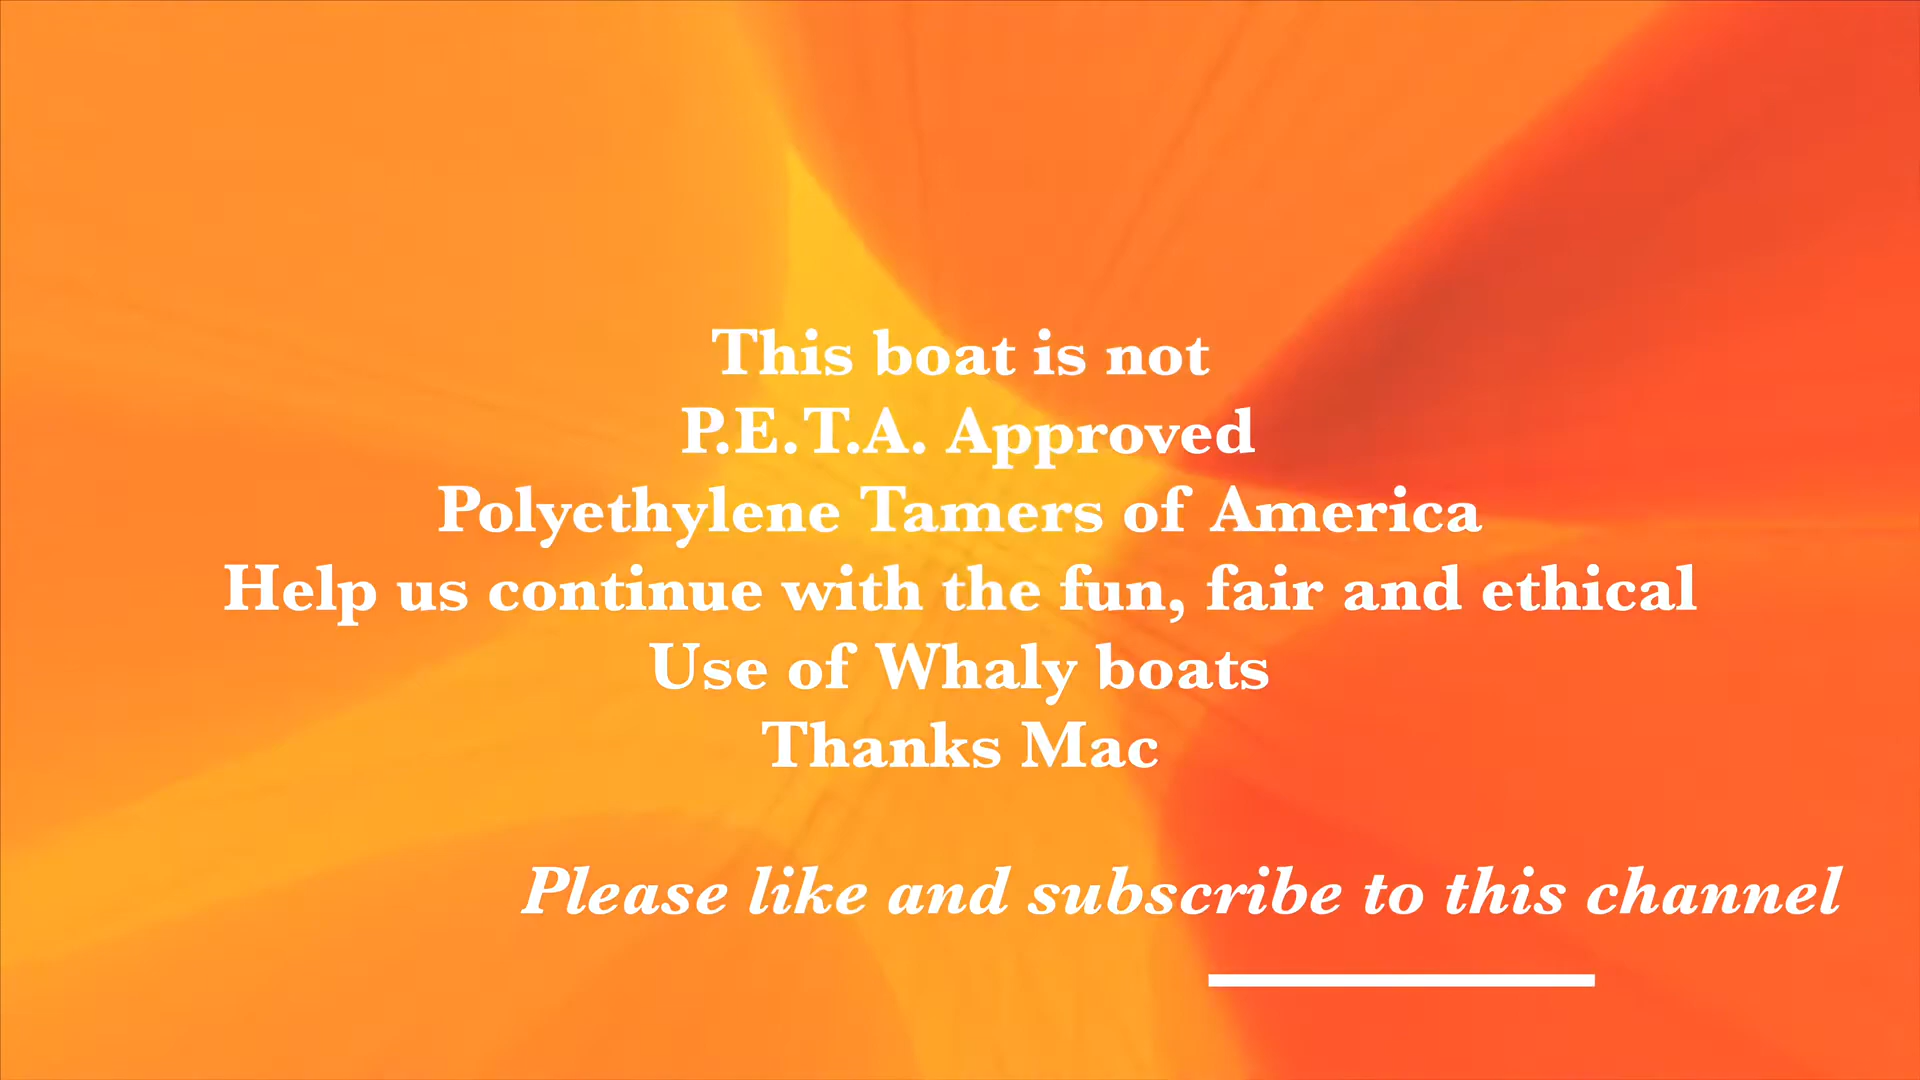 This boat is not
P.E.T.A. Approved
Polyethylene Tamers of America
Help us continue with the fun, fair and ethical
Use of Whaly boats
Thanks Mac
Please like and subscribe to this channel